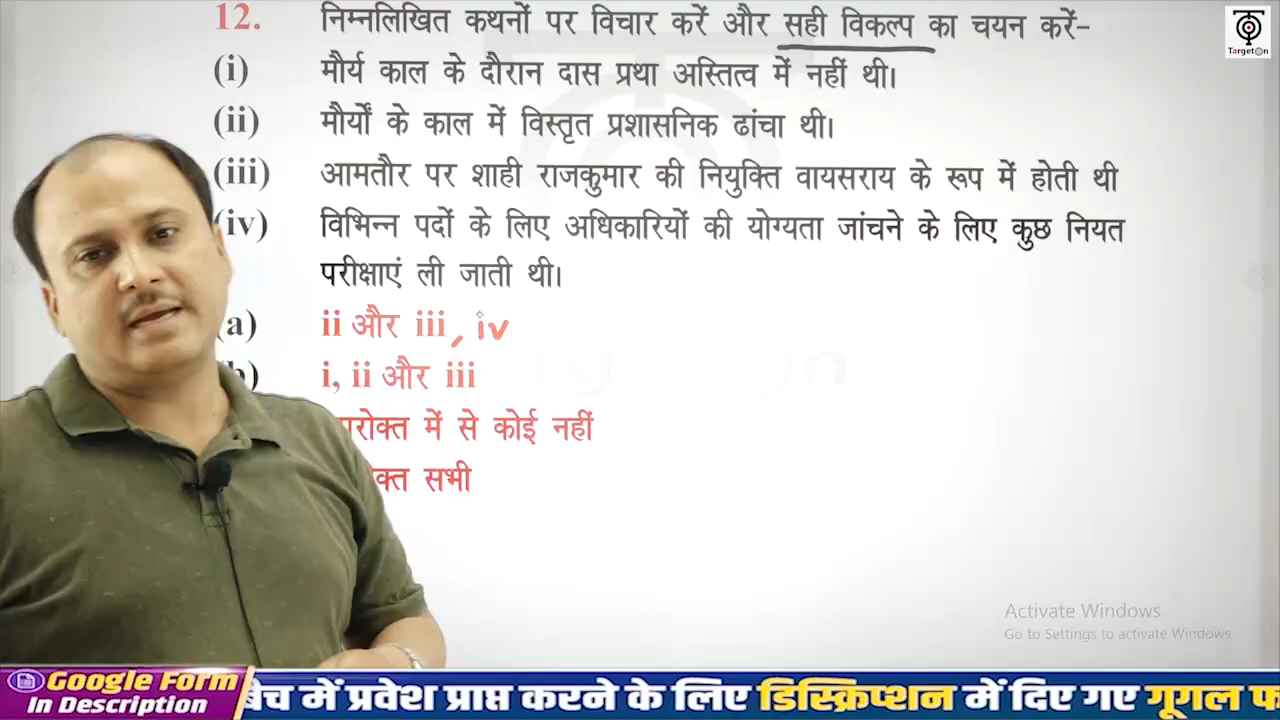 12. निम्नलिखित कथनों पर विचार करें और सही विकल्प का चयन करें-
(i) मौर्य काल के दौरान दास प्रथा अस्तित्व में नहीं थी।
(ii) मौर्यों के काल में विस्तृत प्रशासनिक ढांचा थी।
(iii) आमतौर पर शाही राजकुमार की नियुक्ति वायसराय के रूप में होती थी
(iv) विभिन्न पदों के लिए अधिकारियों की योग्यता जांचने के लिए कुछ नियत
परीक्षाएं ली जाती थी।
a) ii और iii, iv
b) i, ii और iii
में से कोई नहीं
सभी
TargetOn
Activate Windows
Go to Settings to activate Windows.
Google Form
In Description
में प्रवेश प्राप्त करने के लिए डिस्क्रिप्शन में दिए गए गूगल